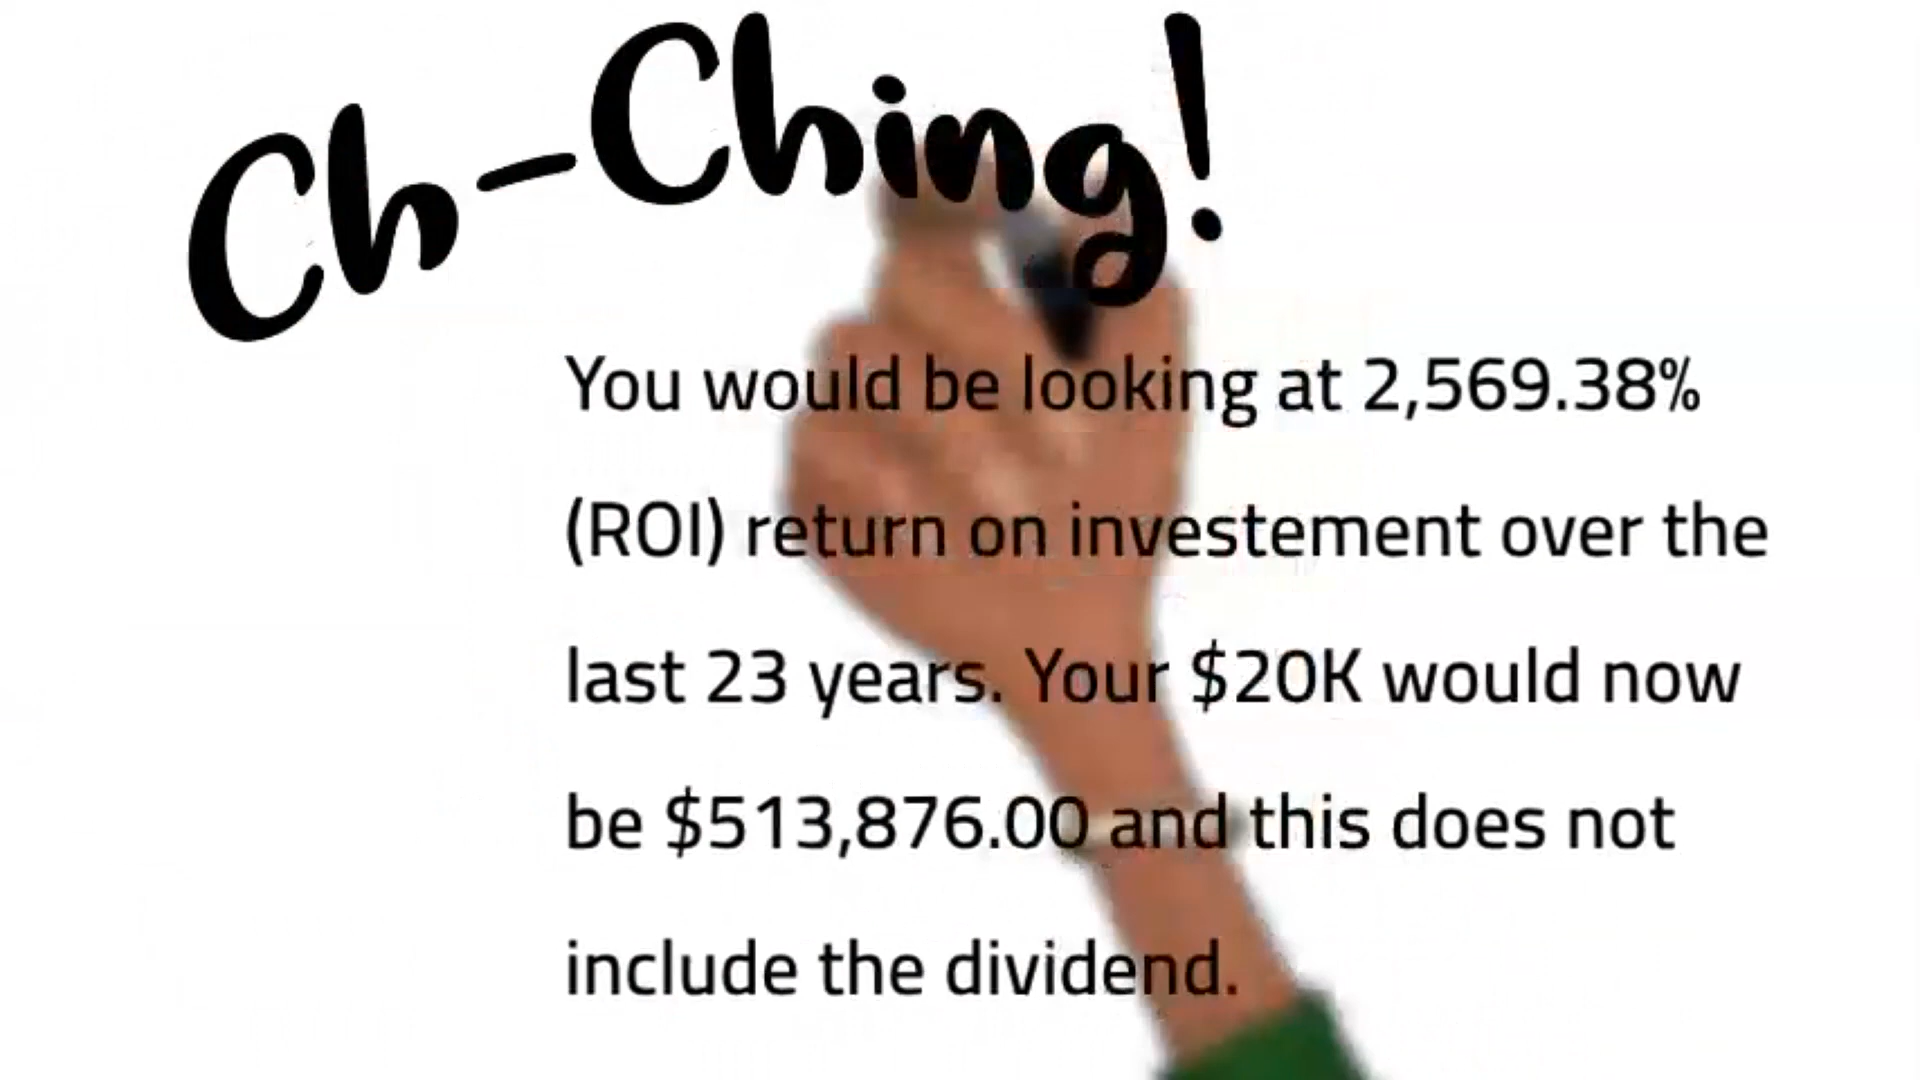 Ch-Ching!
You would be looking at 2,569.38%
(ROI) return on investement over the
last 23 years. Your $20K would now
be $513,876.00 and this does not
include the dividend.